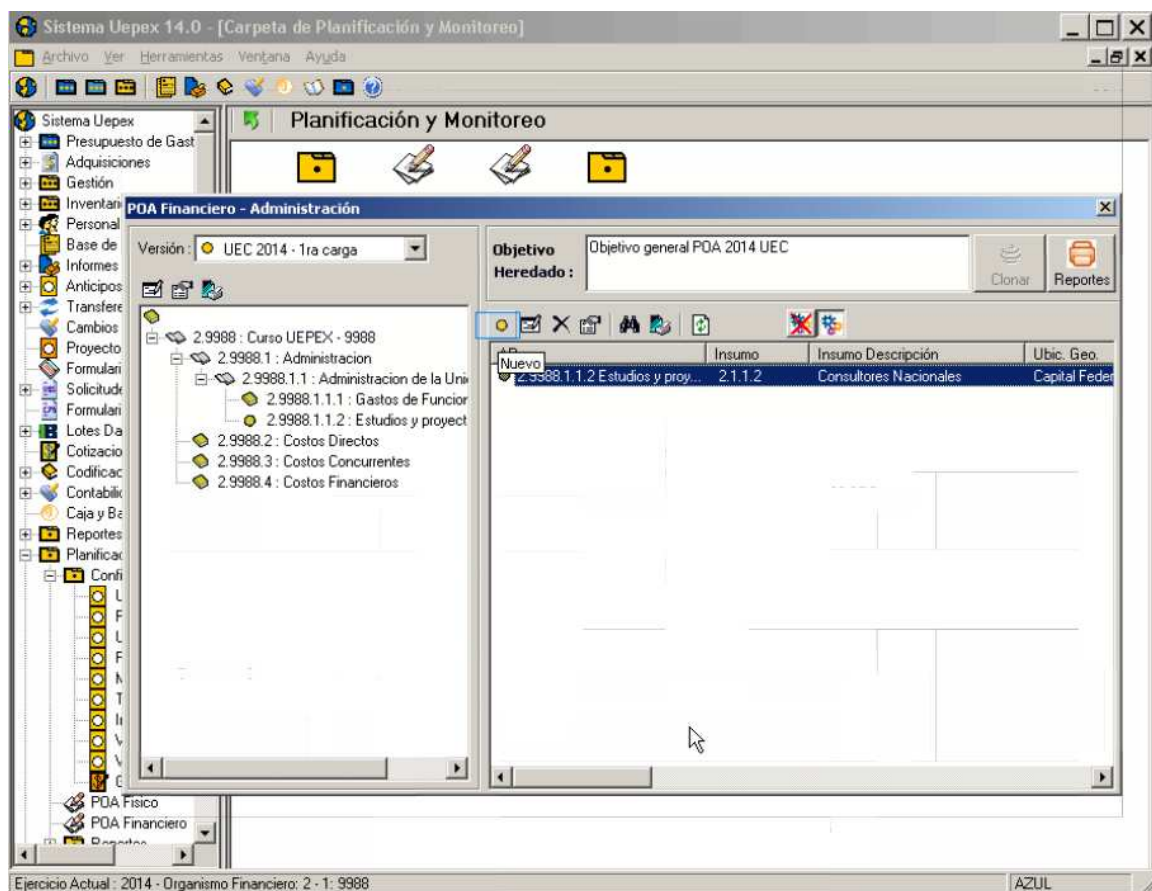 Sistema Uepex 14.0 - [Carpeta de Planificación y Monitoreo]
Archivo Ver Herramientas Ventana Ayuda
Sistema Uepex
Presupuesto de Gast
Adquisiciones
Gestión
Inventari
Personal
Base de
Informes
Anticipos
Transfere
Cambios
Proyecto
Formulari
Solicitude
Formulari
Lotes Da
Cotizacio
Codificac
Contabilic
Caja y Ba
Reportes
Planificac
Confi
L
F
L
F
M
T
I
V
V
G
POA Fisico
POA Financiero
Reportes
Planificación y Monitoreo
POA Financiero - Administración
Versión : UEC 2014 - 1ra carga
2.9988 : Curso UEPEX - 9988
2.9988.1 : Administracion
2.9988.1.1 : Administracion de la Uni
2.9988.1.1.1 : Gastos de Funcior
2.9988.1.1.2 : Estudios y proyect
2.9988.2 : Costos Directos
2.9988.3 : Costos Concurrentes
2.9988.4 : Costos Financieros
Objetivo Heredado :
Objetivo general POA 2014 UEC
Clonar
Reportes
Nuevo
Insumo Insumo Descripción Ubic. Geo.
2.9988.1.1.2 Estudios y proy... 2.1.1.2 Consultores Nacionales Capital Feder
Ejercicio Actual : 2014 - Organismo Financiero: 2 - 1: 9988 AZUL